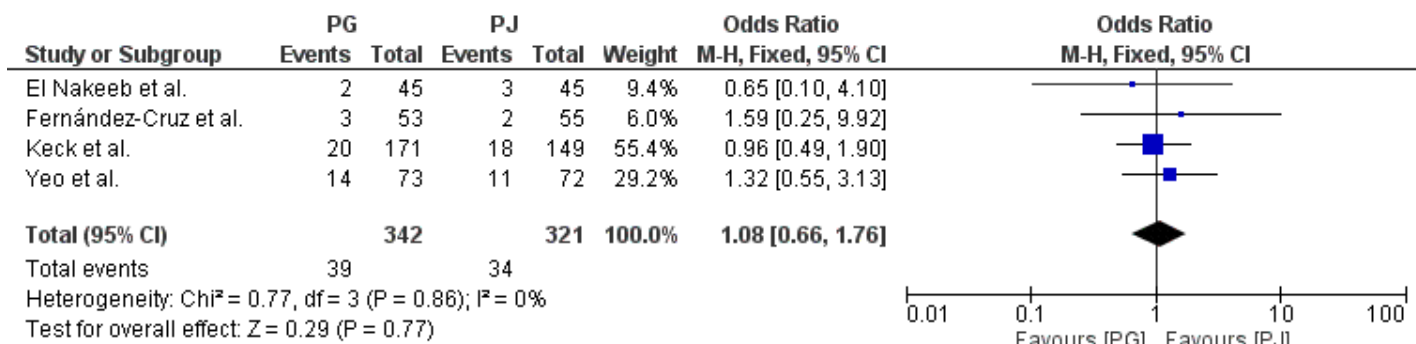 PG PJ Odds Ratio Odds Ratio
Study or Subgroup Events Total Events Total Weight M-H, Fixed, 95% CI M-H, Fixed, 95% CI
El Nakeeb et al. 2 45 3 45 9.4% 0.65 [0.10, 4.10]
Fernández-Cruz et al. 3 53 2 55 6.0% 1.59 [0.25, 9.92]
Keck et al. 20 171 18 149 55.4% 0.96 [0.49, 1.90]
Yeo et al. 14 73 11 72 29.2% 1.32 [0.55, 3.13]
Total (95% CI) 342 321 100.0% 1.08 [0.66, 1.76]
Total events 39 34
Heterogeneity: Chi² = 0.77, df = 3 (P = 0.86); I² = 0%
Test for overall effect: Z = 0.29 (P = 0.77)
0.01 0.1 1 10 100
Favours [PG] Favours [PJ]